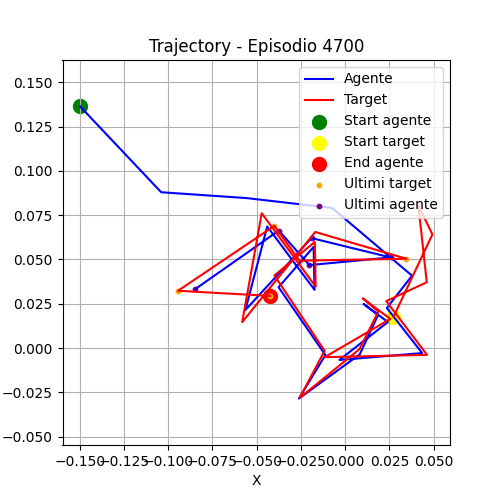 Trajectory - Episodio 4700
Agente
Target
Start agente
Start target
End agente
Ultimi target
Ultimi agente
0.150
0.125
0.100
0.075
0.050
0.025
0.000
−0.025
−0.050
−0.150 −0.125 −0.100 −0.075 −0.050 −0.025 0.000 0.025 0.050
X